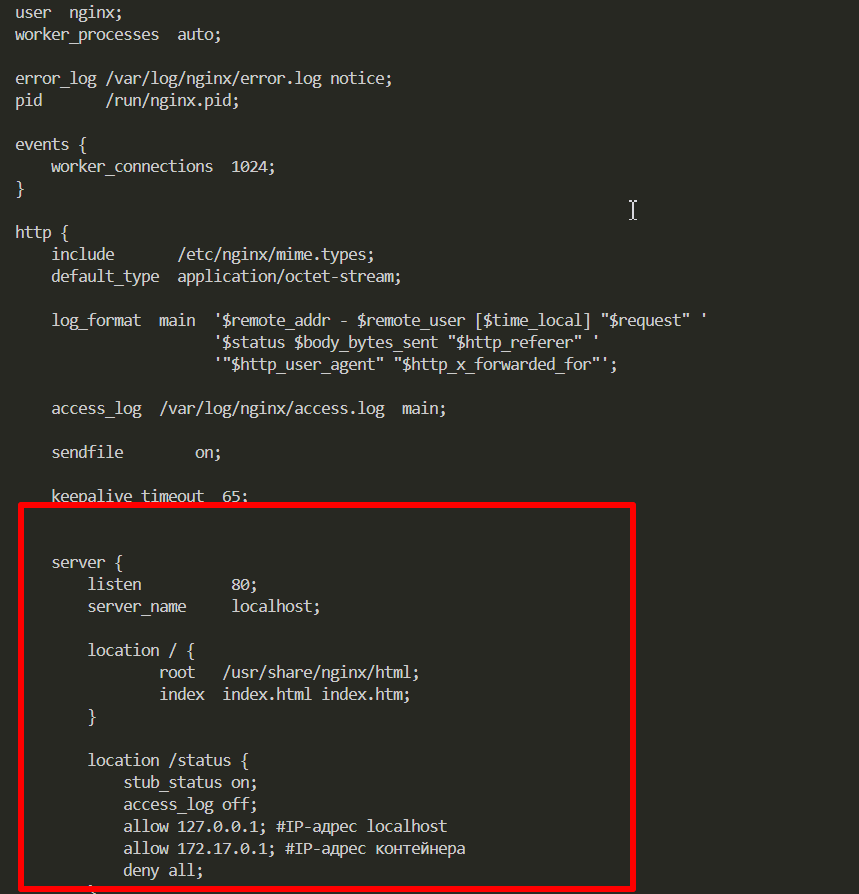 user  nginx;
worker_processes  auto;
error_log /var/log/nginx/error.log notice;
pid       /run/nginx.pid;
events {
    worker_connections  1024;
}
http {
    include       /etc/nginx/mime.types;
    default_type  application/octet-stream;
    log_format  main  '$remote_addr - $remote_user [$time_local] "$request" '
                      '$status $body_bytes_sent "$http_referer" '
                      '"$http_user_agent" "$http_x_forwarded_for"';
    access_log  /var/log/nginx/access.log  main;
    sendfile        on;
    keepalive_timeout  65;
    server {
        listen          80;
        server_name     localhost;
        location / {
                root   /usr/share/nginx/html;
                index  index.html index.htm;
        }
        location /status {
            stub_status on;
            access_log off;
            allow 127.0.0.1; #IP-адрес localhost
            allow 172.17.0.1; #IP-адрес контейнера
            deny all;